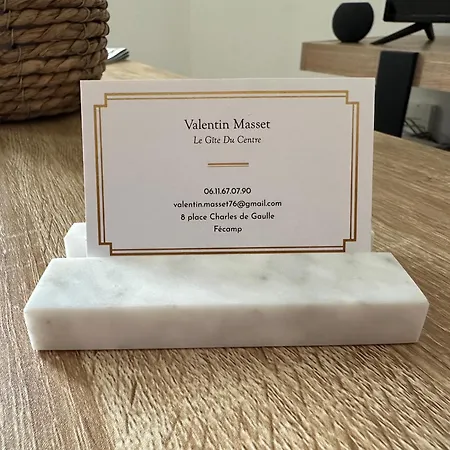 Valentin Masset
Le Gîte Du Centre
06.11.67.07.90
valentin.masset76@gmail.com
8 place Charles de Gaulle
Fécamp